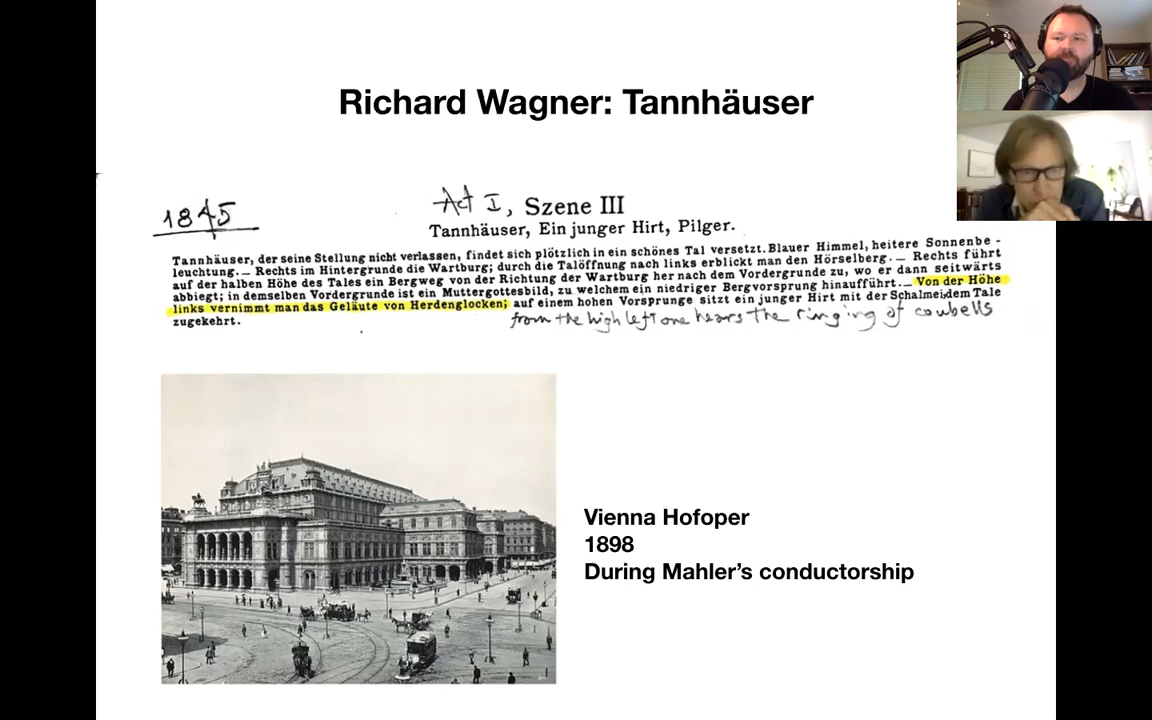 Richard Wagner: Tannhäuser
1845
Act I, Szene III
Tannhäuser, Ein junger Hirt, Pilger.
Tannhäuser, der seine Stellung nicht verlassen, findet sich plötzlich in ein schönes Tal versetzt. Blauer Himmel, heitere Sonnenbe-
leuchtung.— Rechts im Hintergrunde die Wartburg; durch die Talöffnung nach links erblickt man den Hörselberg.— Rechts führt
auf der halben Höhe des Tales ein Bergweg von der Richtung der Wartburg her nach dem Vordergrunde zu, wo er dann seitwärts
abbiegt; in demselben Vordergrunde ist ein Muttergottesbild, zu welchem ein niedriger Bergvorsprung hinaufführt.— Von der Höhe
links vernimmt man das Geläute von Herdenglocken; auf einem hohen Vorsprunge sitzt ein junger Hirt mit der Schalmei dem Tale
zugekehrt.
from the high left one hears the ringing of cowbells
Vienna Hofoper
1898
During Mahler's conductorship